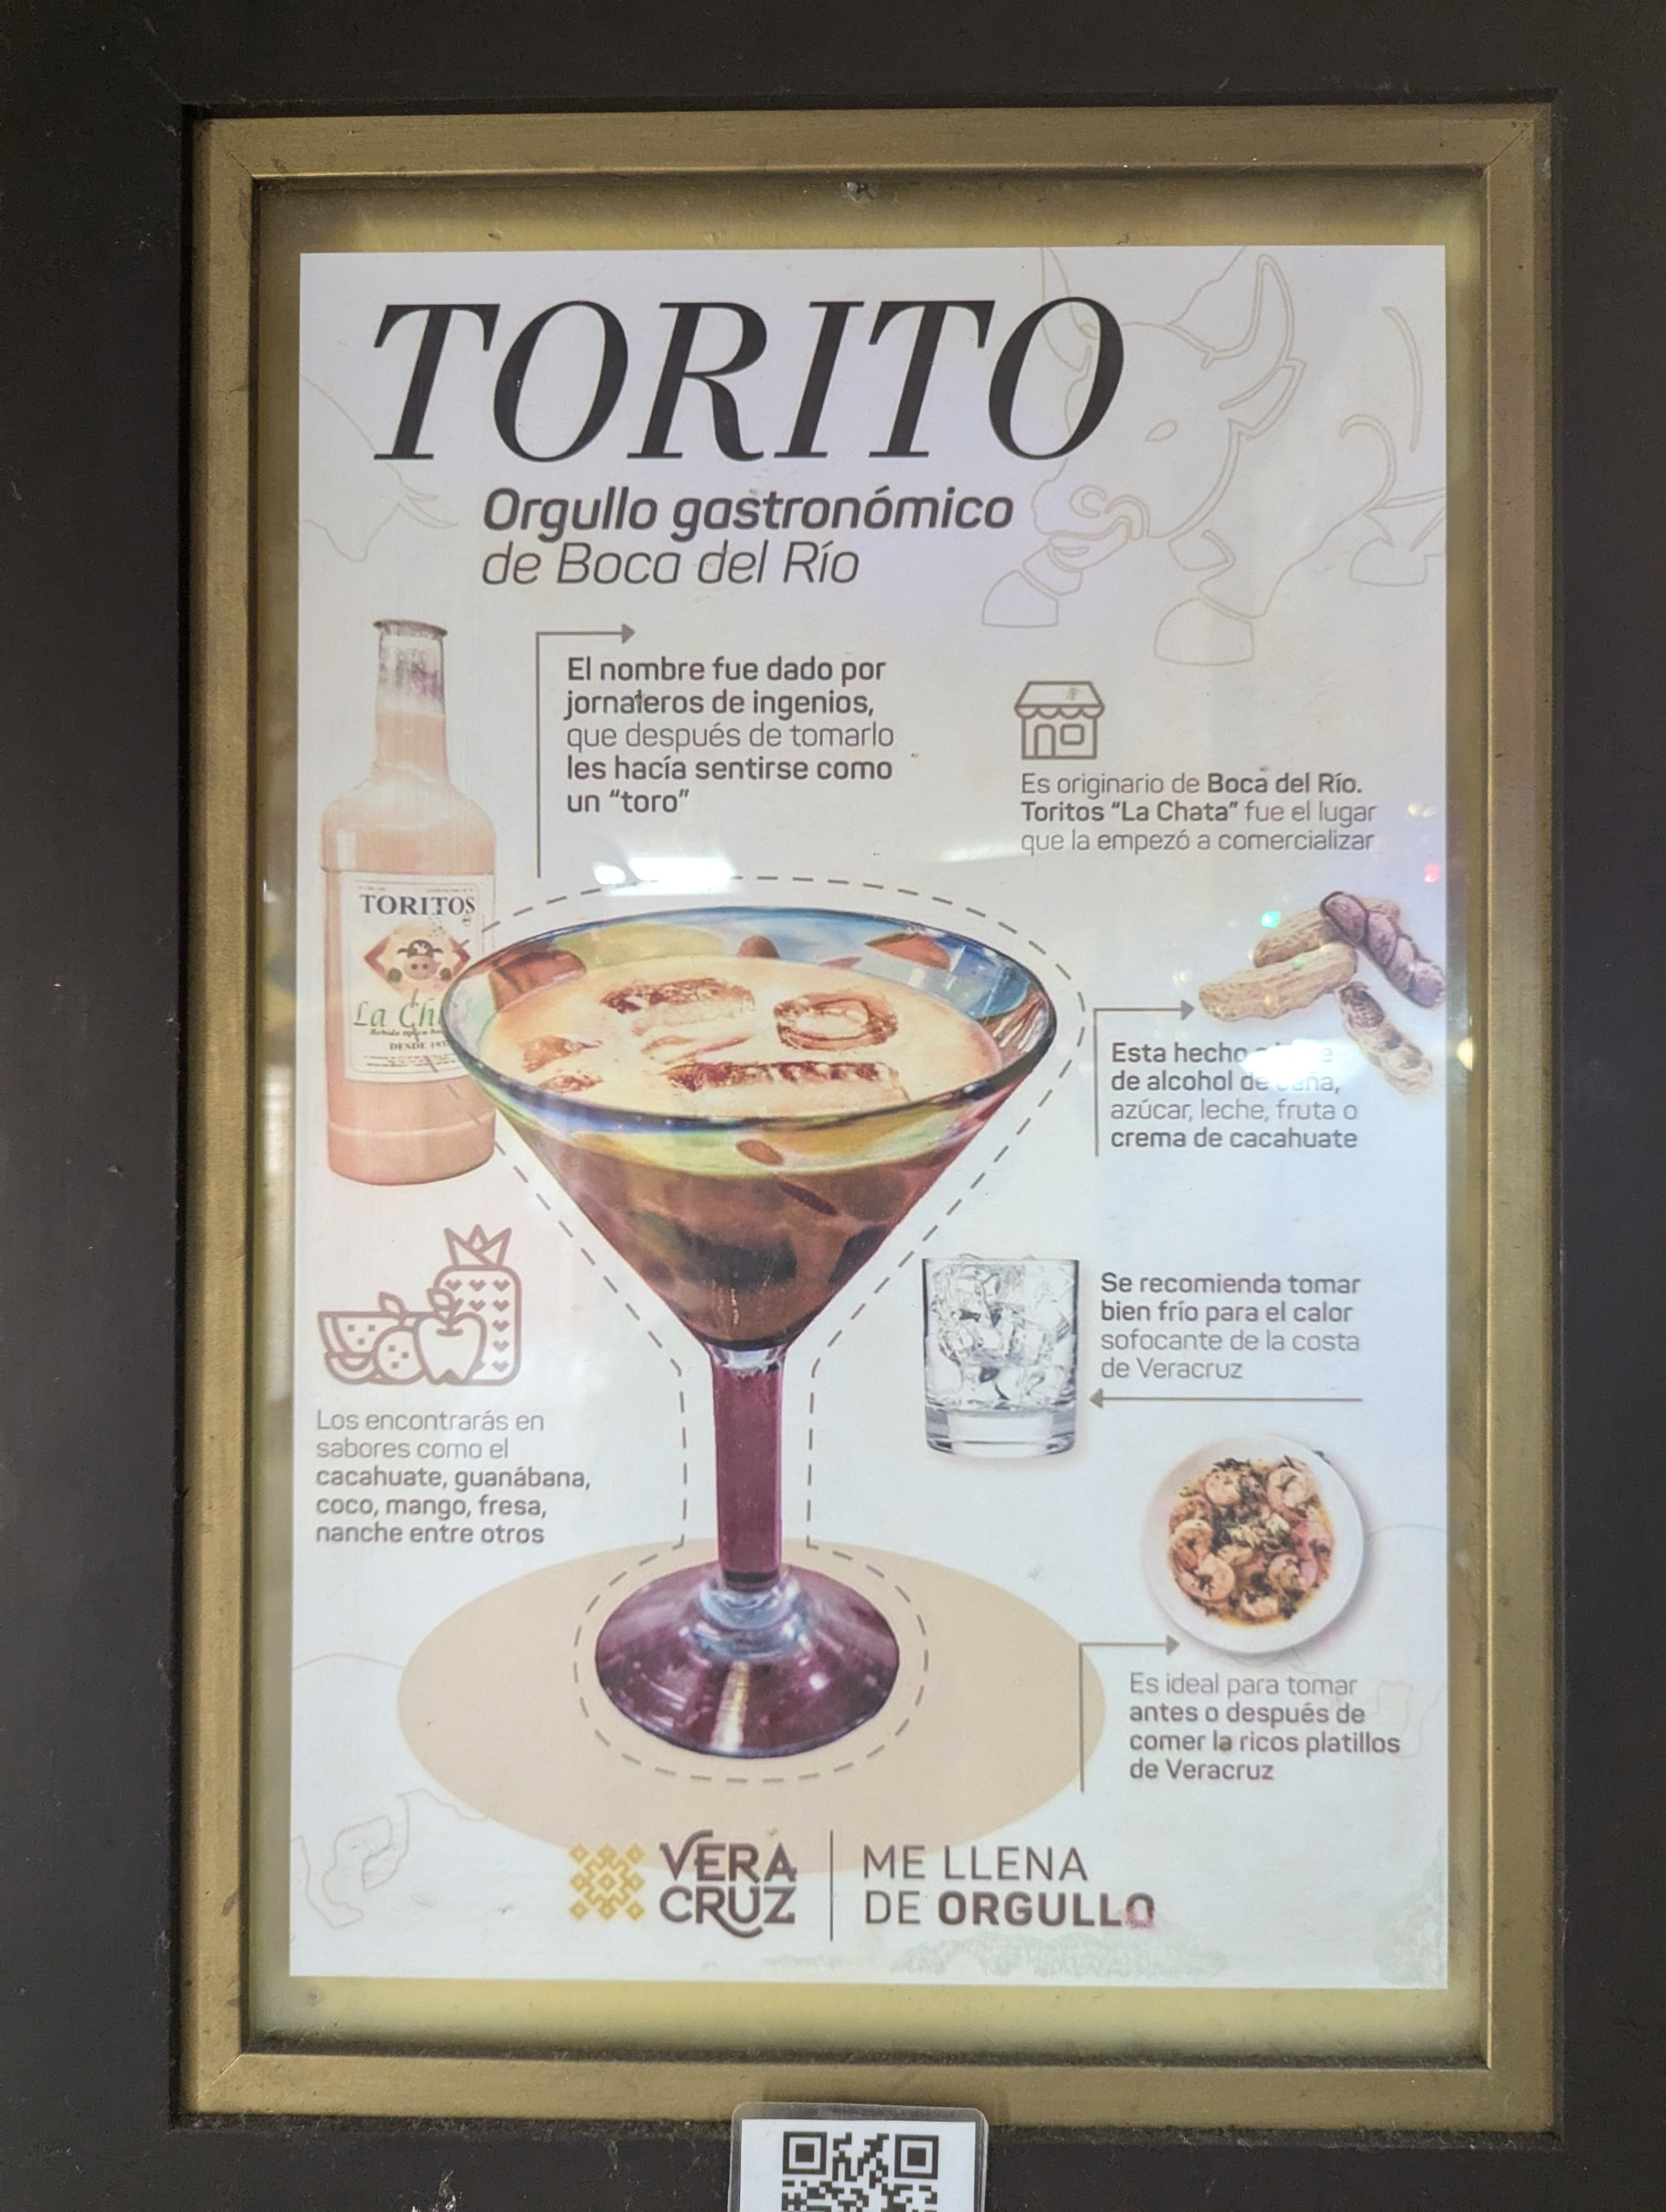 TORITO
Orgullo gastronómico
de Boca del Río
El nombre fue dado por
jornaleros de ingenios,
que después de tomarlo
les hacía sentirse como
un “toro”
Es originario de Boca del Río.
Toritos “La Chata” fue el lugar
que la empezó a comercializar
TORITOS
La
DESDE
Esta hecho
de alcohol de caña,
azúcar, leche, fruta o
crema de cacahuate
Se recomienda tomar
bien frío para el calor
sofocante de la costa
de Veracruz
Los encontrarás en
sabores como el
cacahuate, guanábana,
coco, mango, fresa,
nanche entre otros
Es ideal para tomar
antes o después de
comer la ricos platillos
de Veracruz
VERA
CRUZ
ME LLENA
DE ORGULLO